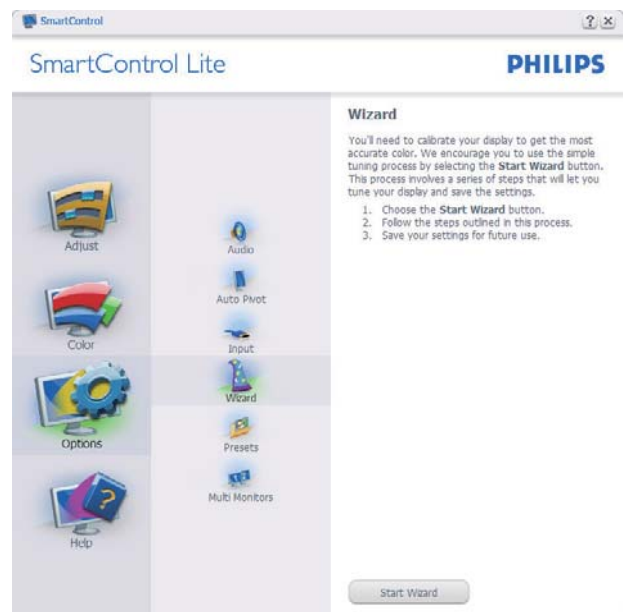 SmartControl
? ×
SmartControl Lite
PHILIPS
Adjust
Color
Options
Help
Audio
Auto Pivot
Input
Wizard
Presets
Multi Monitors
Wizard
You'll need to calibrate your display to get the most
accurate color. We encourage you to use the simple
tuning process by selecting the Start Wizard button.
This process involves a series of steps that will let you
tune your display and save the settings.
1. Choose the Start Wizard button.
2. Follow the steps outlined in this process.
3. Save your settings for future use.
Start Wizard